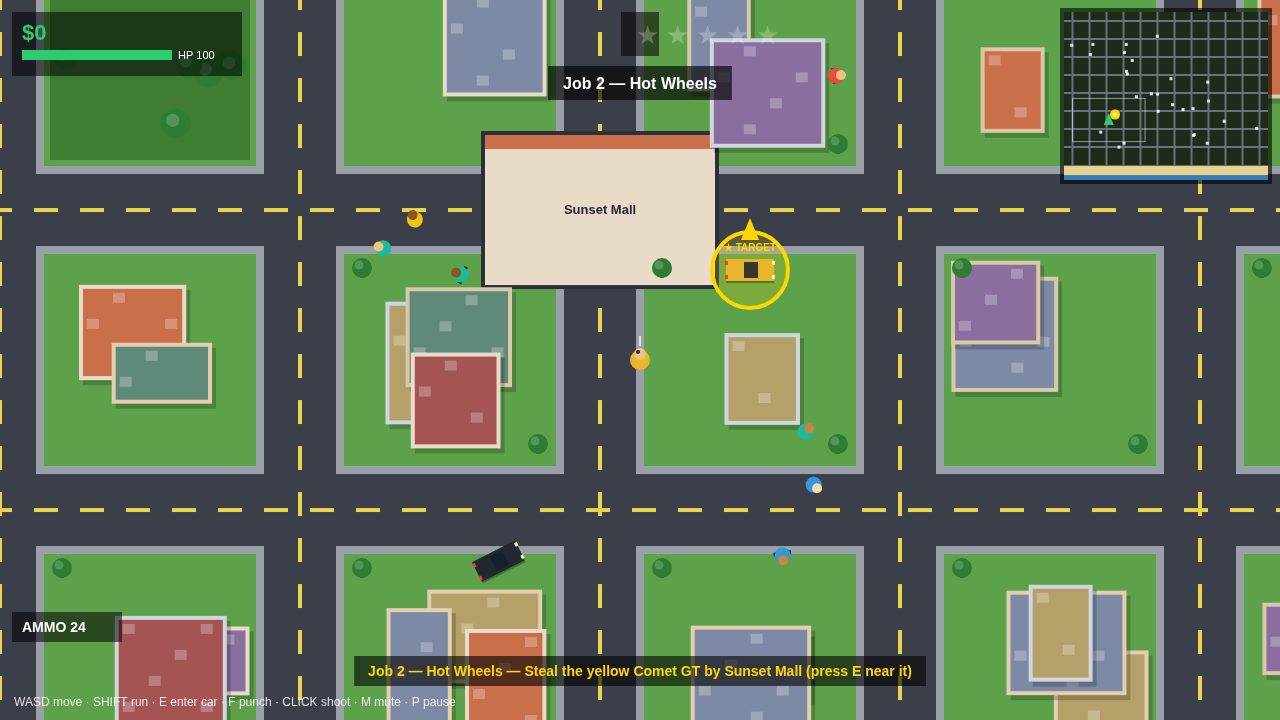 $0
HP 100
Job 2 — Hot Wheels
Sunset Mall
★ TARGET
AMMO 24
Job 2 — Hot Wheels — Steal the yellow Comet GT by Sunset Mall (press E near it)
WASD move · SHIFT run · E enter car · F punch · CLICK shoot · M mute · P pause